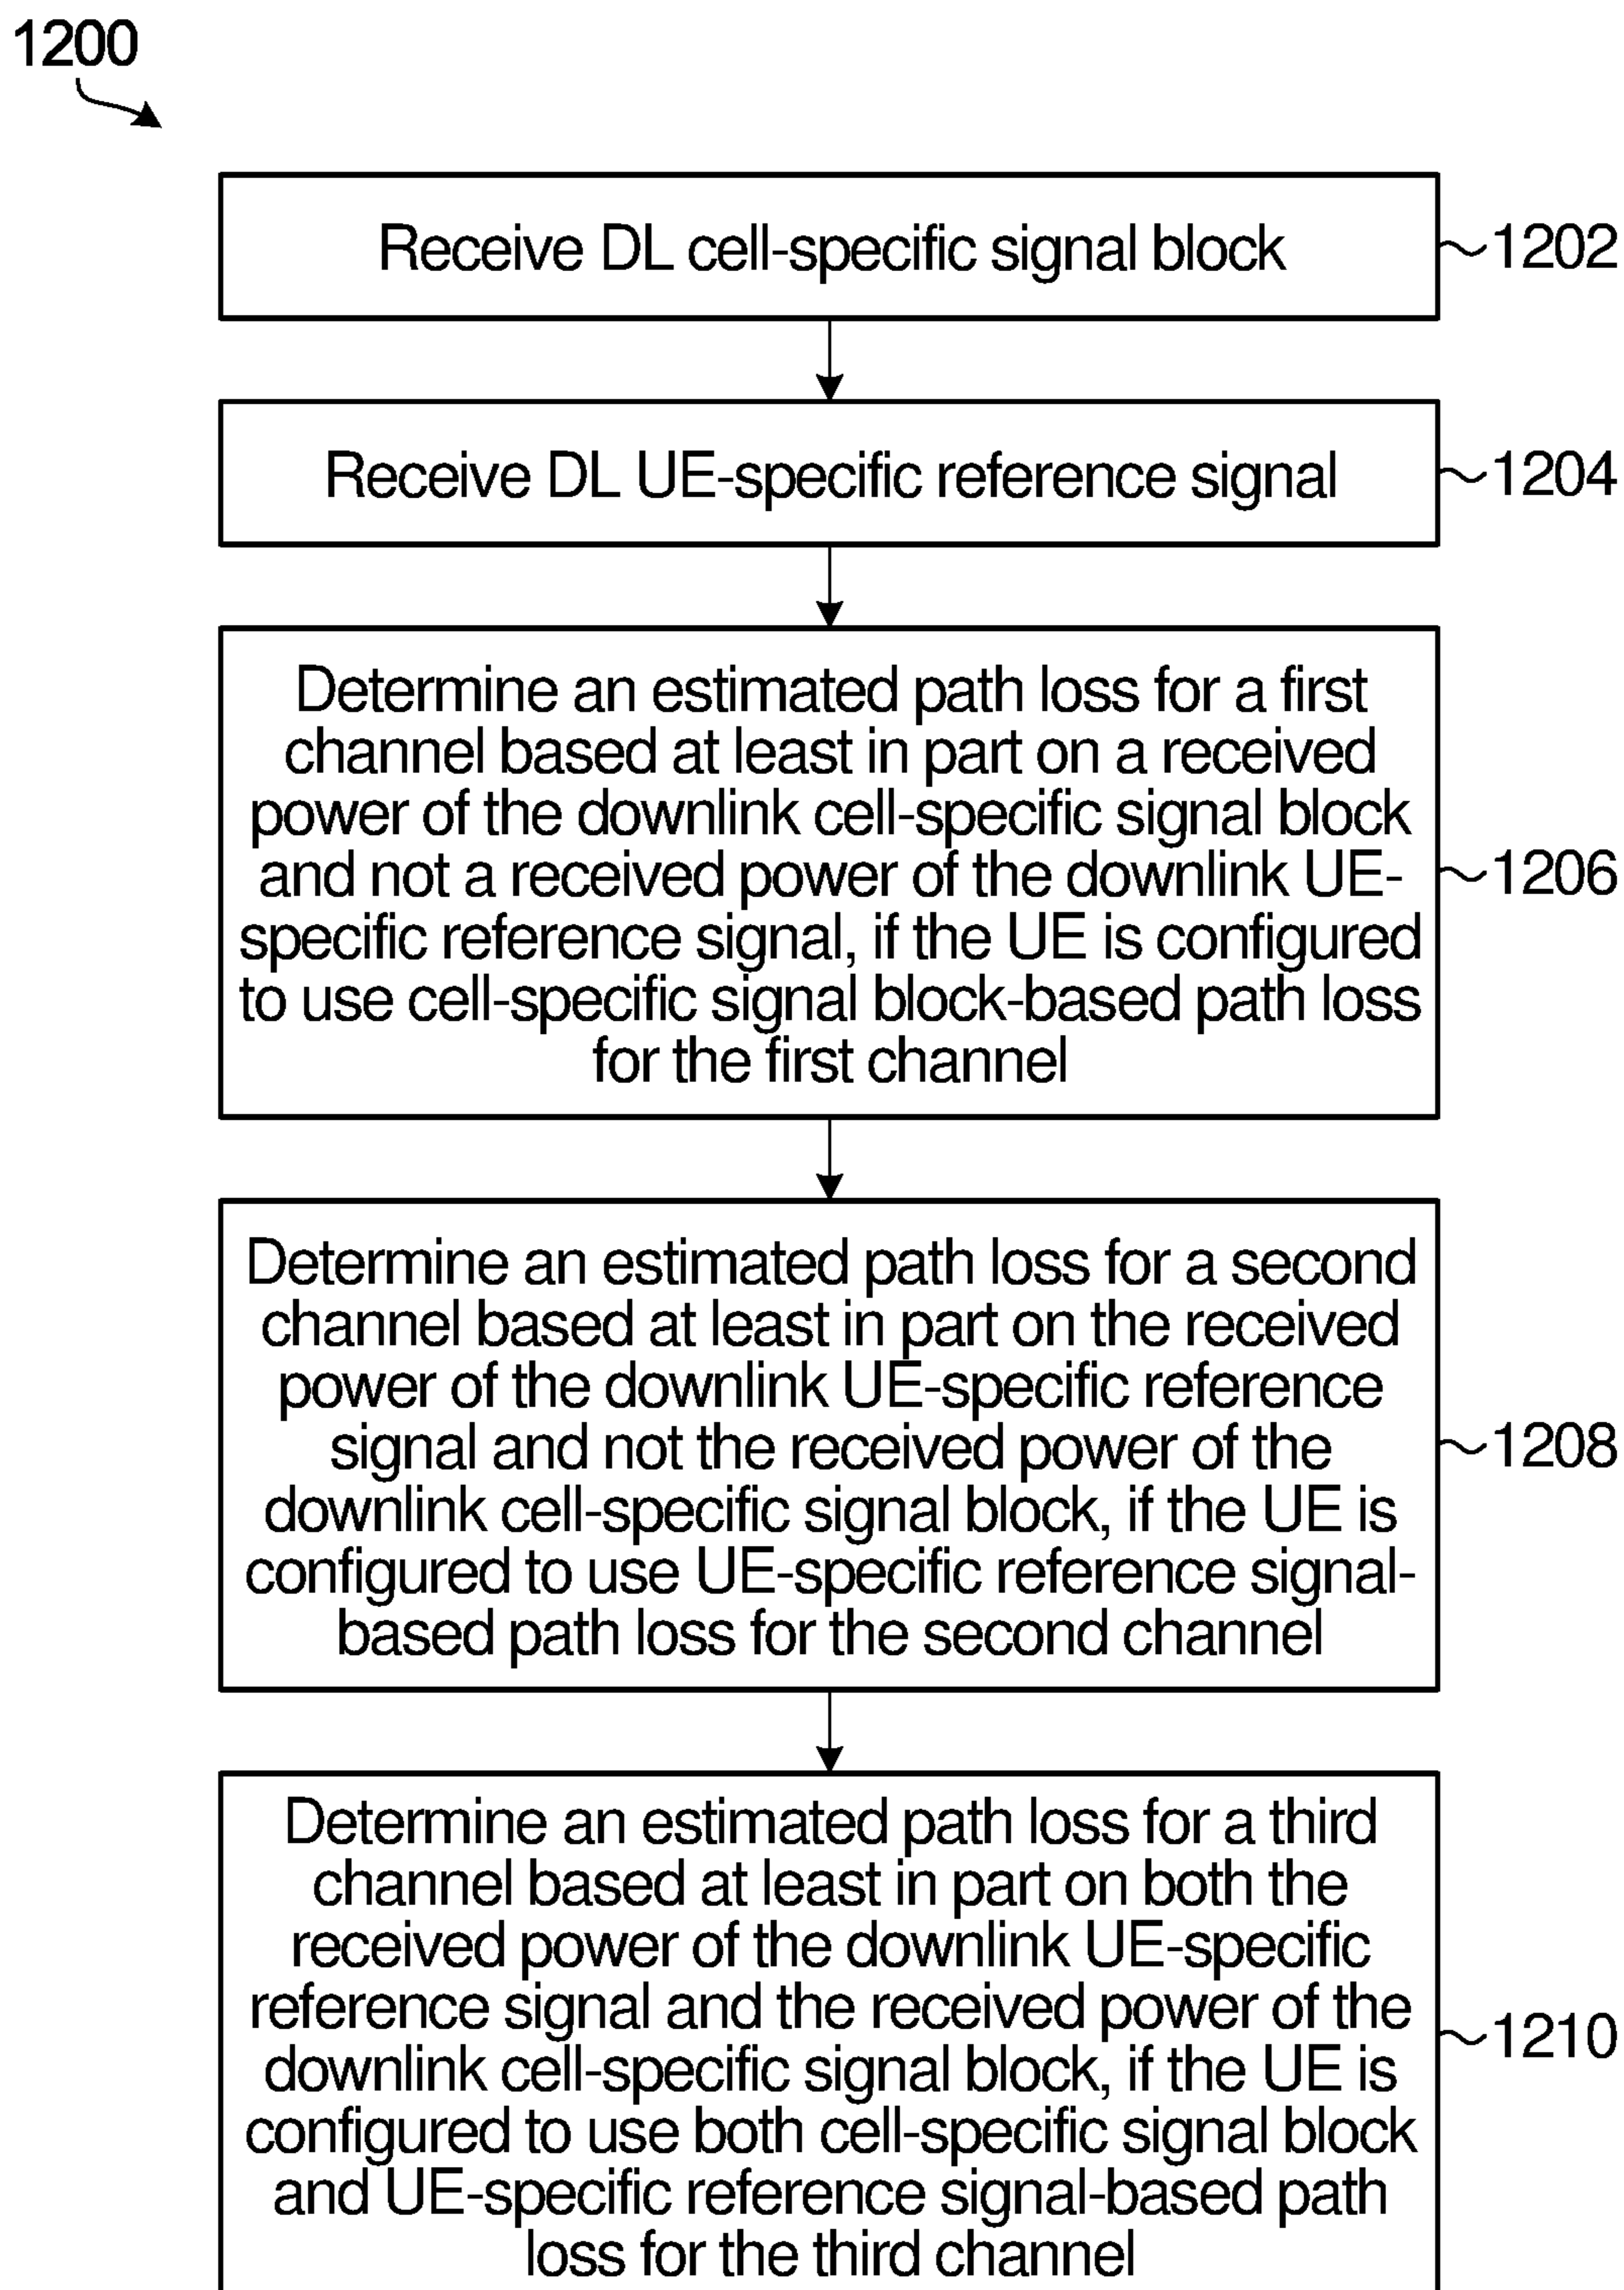 1200
Receive DL cell-specific signal block
1202
Receive DL UE-specific reference signal
1204
Determine an estimated path loss for a first
channel based at least in part on a received
power of the downlink cell-specific signal block
and not a received power of the downlink UE-
specific reference signal, if the UE is configured
to use cell-specific signal block-based path loss
for the first channel
1206
Determine an estimated path loss for a second
channel based at least in part on the received
power of the downlink UE-specific reference
signal and not the received power of the
downlink cell-specific signal block, if the UE is
configured to use UE-specific reference signal-
based path loss for the second channel
1208
Determine an estimated path loss for a third
channel based at least in part on both the
received power of the downlink UE-specific
reference signal and the received power of the
downlink cell-specific signal block, if the UE is
configured to use both cell-specific signal block
and UE-specific reference signal-based path
loss for the third channel
1210